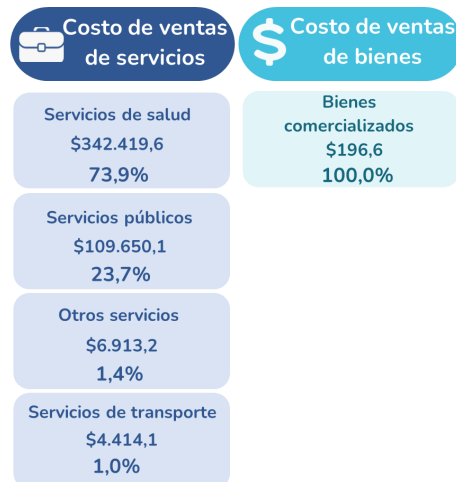 Costo de ventas
de servicios
Servicios de salud
$342.419,6
73,9%
Servicios públicos
$109.650,1
23,7%
Otros servicios
$6.913,2
1,4%
Servicios de transporte
$4.414,1
1,0%
$ Costo de ventas
de bienes
Bienes
comercializados
$196,6
100,0%